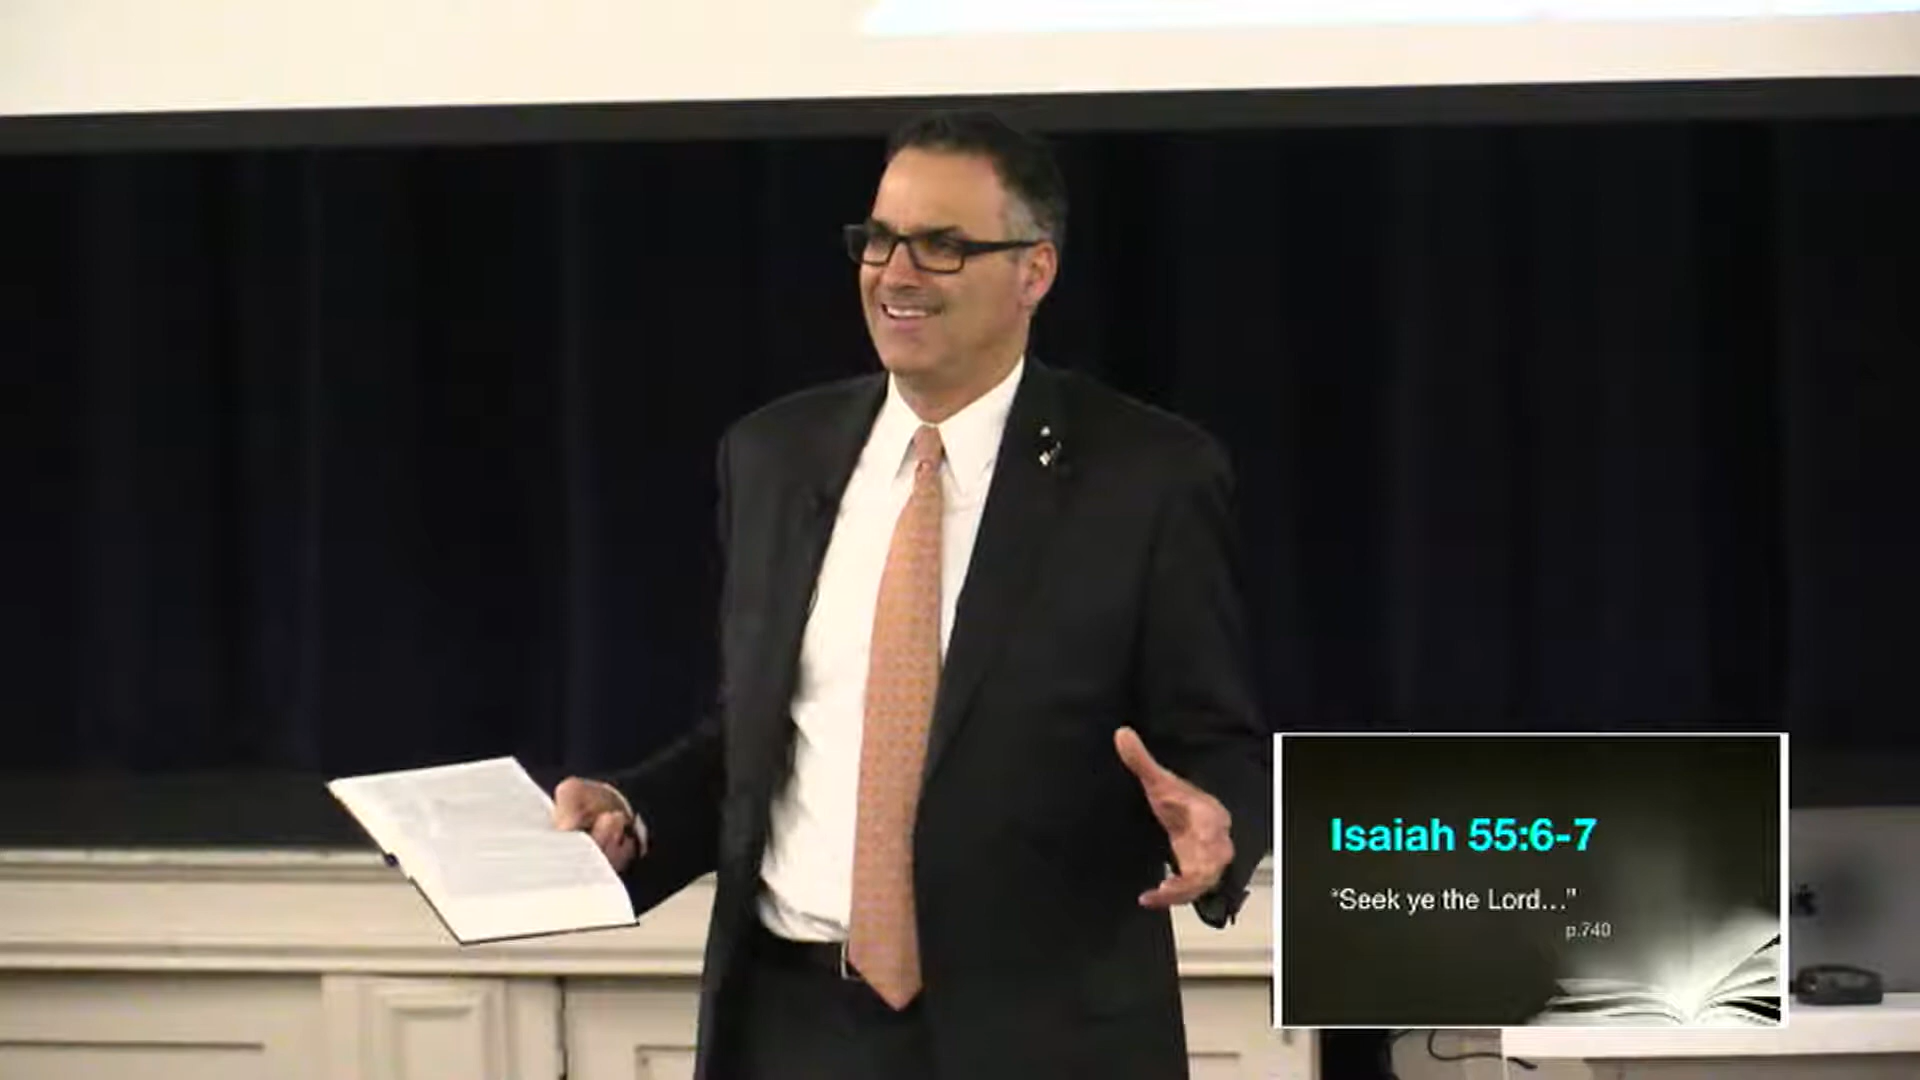 Isaiah 55:6-7
“Seek ye the Lord…”
p.740